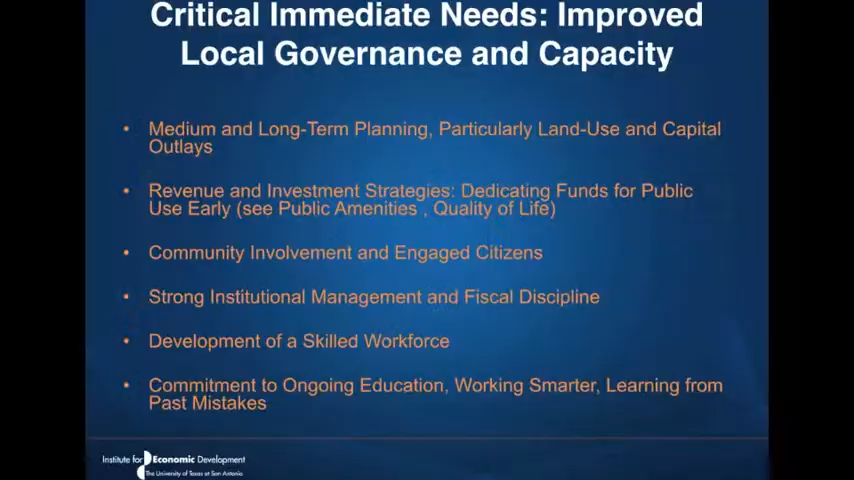 Critical Immediate Needs: Improved
Local Governance and Capacity
• Medium and Long-Term Planning, Particularly Land-Use and Capital
Outlays
• Revenue and Investment Strategies: Dedicating Funds for Public
Use Early (see Public Amenities , Quality of Life)
• Community Involvement and Engaged Citizens
• Strong Institutional Management and Fiscal Discipline
• Development of a Skilled Workforce
• Commitment to Ongoing Education, Working Smarter, Learning from
Past Mistakes
Institute for Economic Development
The University of Texas at San Antonio